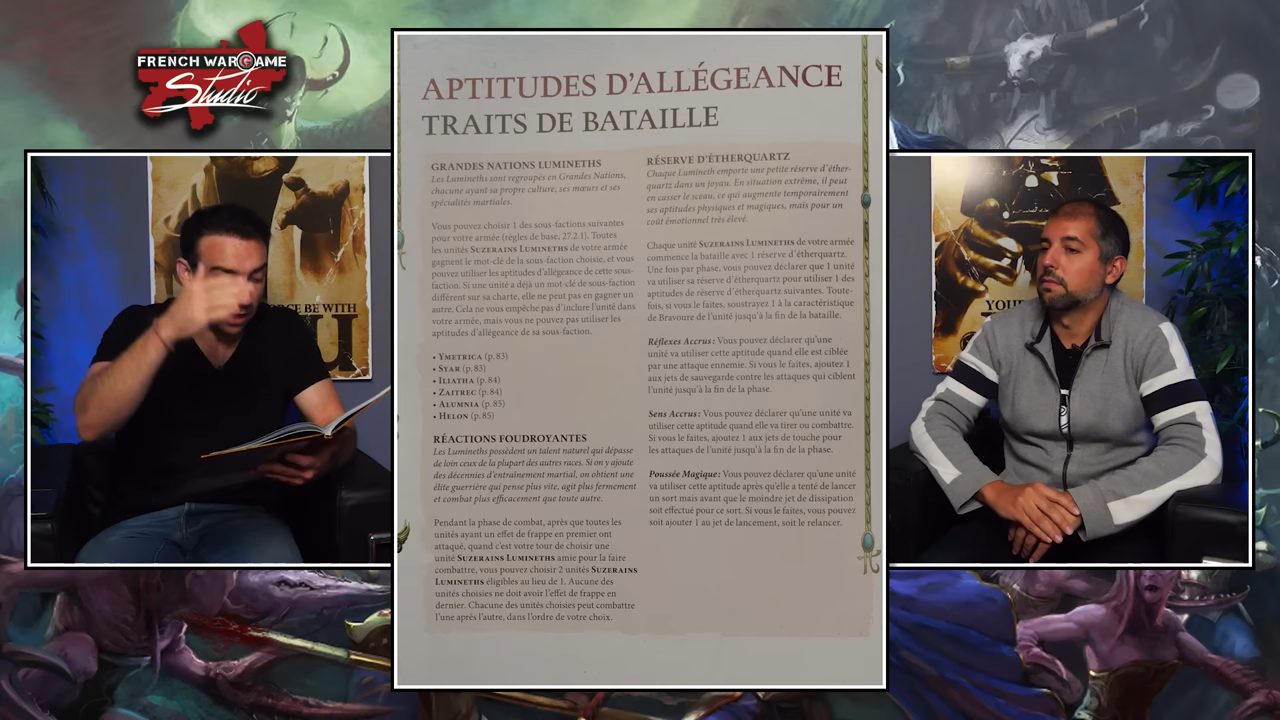 FRENCH WARGAME
Studio
APTITUDES D'ALLÉGEANCE
TRAITS DE BATAILLE
GRANDES NATIONS LUMINETHS
Les Lumineths sont regroupés en Grandes Nations,
chacune ayant sa propre culture, ses mœurs et ses
spécialités martiales.
Vous pouvez choisir 1 des sous-factions suivantes
pour votre armée (règles de base, 27.2.1). Toutes
les unités SUZERAINS LUMINETHS de votre armée
gagnent le mot-clé de la sous-faction choisie, et vous
pouvez utiliser les aptitudes d'allégeance de cette sous-
faction. Si une unité a déjà un mot-clé de sous-faction
différent sur sa charte, elle ne peut pas en gagner un
autre. Cela ne vous empêche pas d'inclure l'unité dans
votre armée, mais vous ne pouvez pas utiliser les
aptitudes d'allégeance de sa sous-faction.
• YMETRICA (p. 83)
• SYAR (p. 83)
• ILIATHA (p. 84)
• ZAITREC (p. 84)
• ALUMNIA (p. 85)
• HELON (p. 85)
RÉACTIONS FOUDROYANTES
Les Lumineths possèdent un talent naturel qui dépasse
de loin ceux de la plupart des autres races. Si on y ajoute
des décennies d'entraînement martial, on obtient une
élite guerrière qui pense plus vite, agit plus fermement
et combat plus efficacement que toute autre.
Pendant la phase de combat, après que toutes les
unités ayant un effet de frappe en premier ont
attaqué, quand c'est votre tour de choisir une
unité SUZERAINS LUMINETHS amie pour la faire
combattre, vous pouvez choisir 2 unités SUZERAINS
LUMINETHS éligibles au lieu de 1. Aucune des
unités choisies ne doit avoir l'effet de frappe en
dernier. Chacune des unités choisies peut combattre
l'une après l'autre, dans l'ordre de votre choix.
RÉSERVE D'ÉTHERQUARTZ
Chaque Lumineth emporte une petite réserve d'éther-
quartz dans un joyau. En situation extrême, il peut
en casser le sceau, ce qui augmente temporairement
ses aptitudes physiques et magiques, mais pour un
coût émotionnel très élevé.
Chaque unité SUZERAINS LUMINETHS de votre armée
commence la bataille avec 1 réserve d'étherquartz.
Une fois par phase, vous pouvez déclarer que 1 unité
va utiliser sa réserve d'étherquartz pour utiliser 1 des
aptitudes de réserve d'étherquartz suivantes. Toute-
fois, si vous le faites, soustrayez 1 à la caractéristique
de Bravoure de l'unité jusqu'à la fin de la bataille.
Réflexes Accrus : Vous pouvez déclarer qu'une
unité va utiliser cette aptitude quand elle est ciblée
par une attaque ennemie. Si vous le faites, ajoutez 1
aux jets de sauvegarde contre les attaques qui ciblent
l'unité jusqu'à la fin de la phase.
Sens Accrus : Vous pouvez déclarer qu'une unité va
utiliser cette aptitude quand elle va tirer ou combattre.
Si vous le faites, ajoutez 1 aux jets de touche pour
les attaques de l'unité jusqu'à la fin de la phase.
Poussée Magique : Vous pouvez déclarer qu'une unité
va utiliser cette aptitude après qu'elle a tenté de lancer
un sort mais avant que le moindre jet de dissipation
soit effectué pour ce sort. Si vous le faites, vous pouvez
soit ajouter 1 au jet de lancement, soit le relancer.
BE WITH
YOU